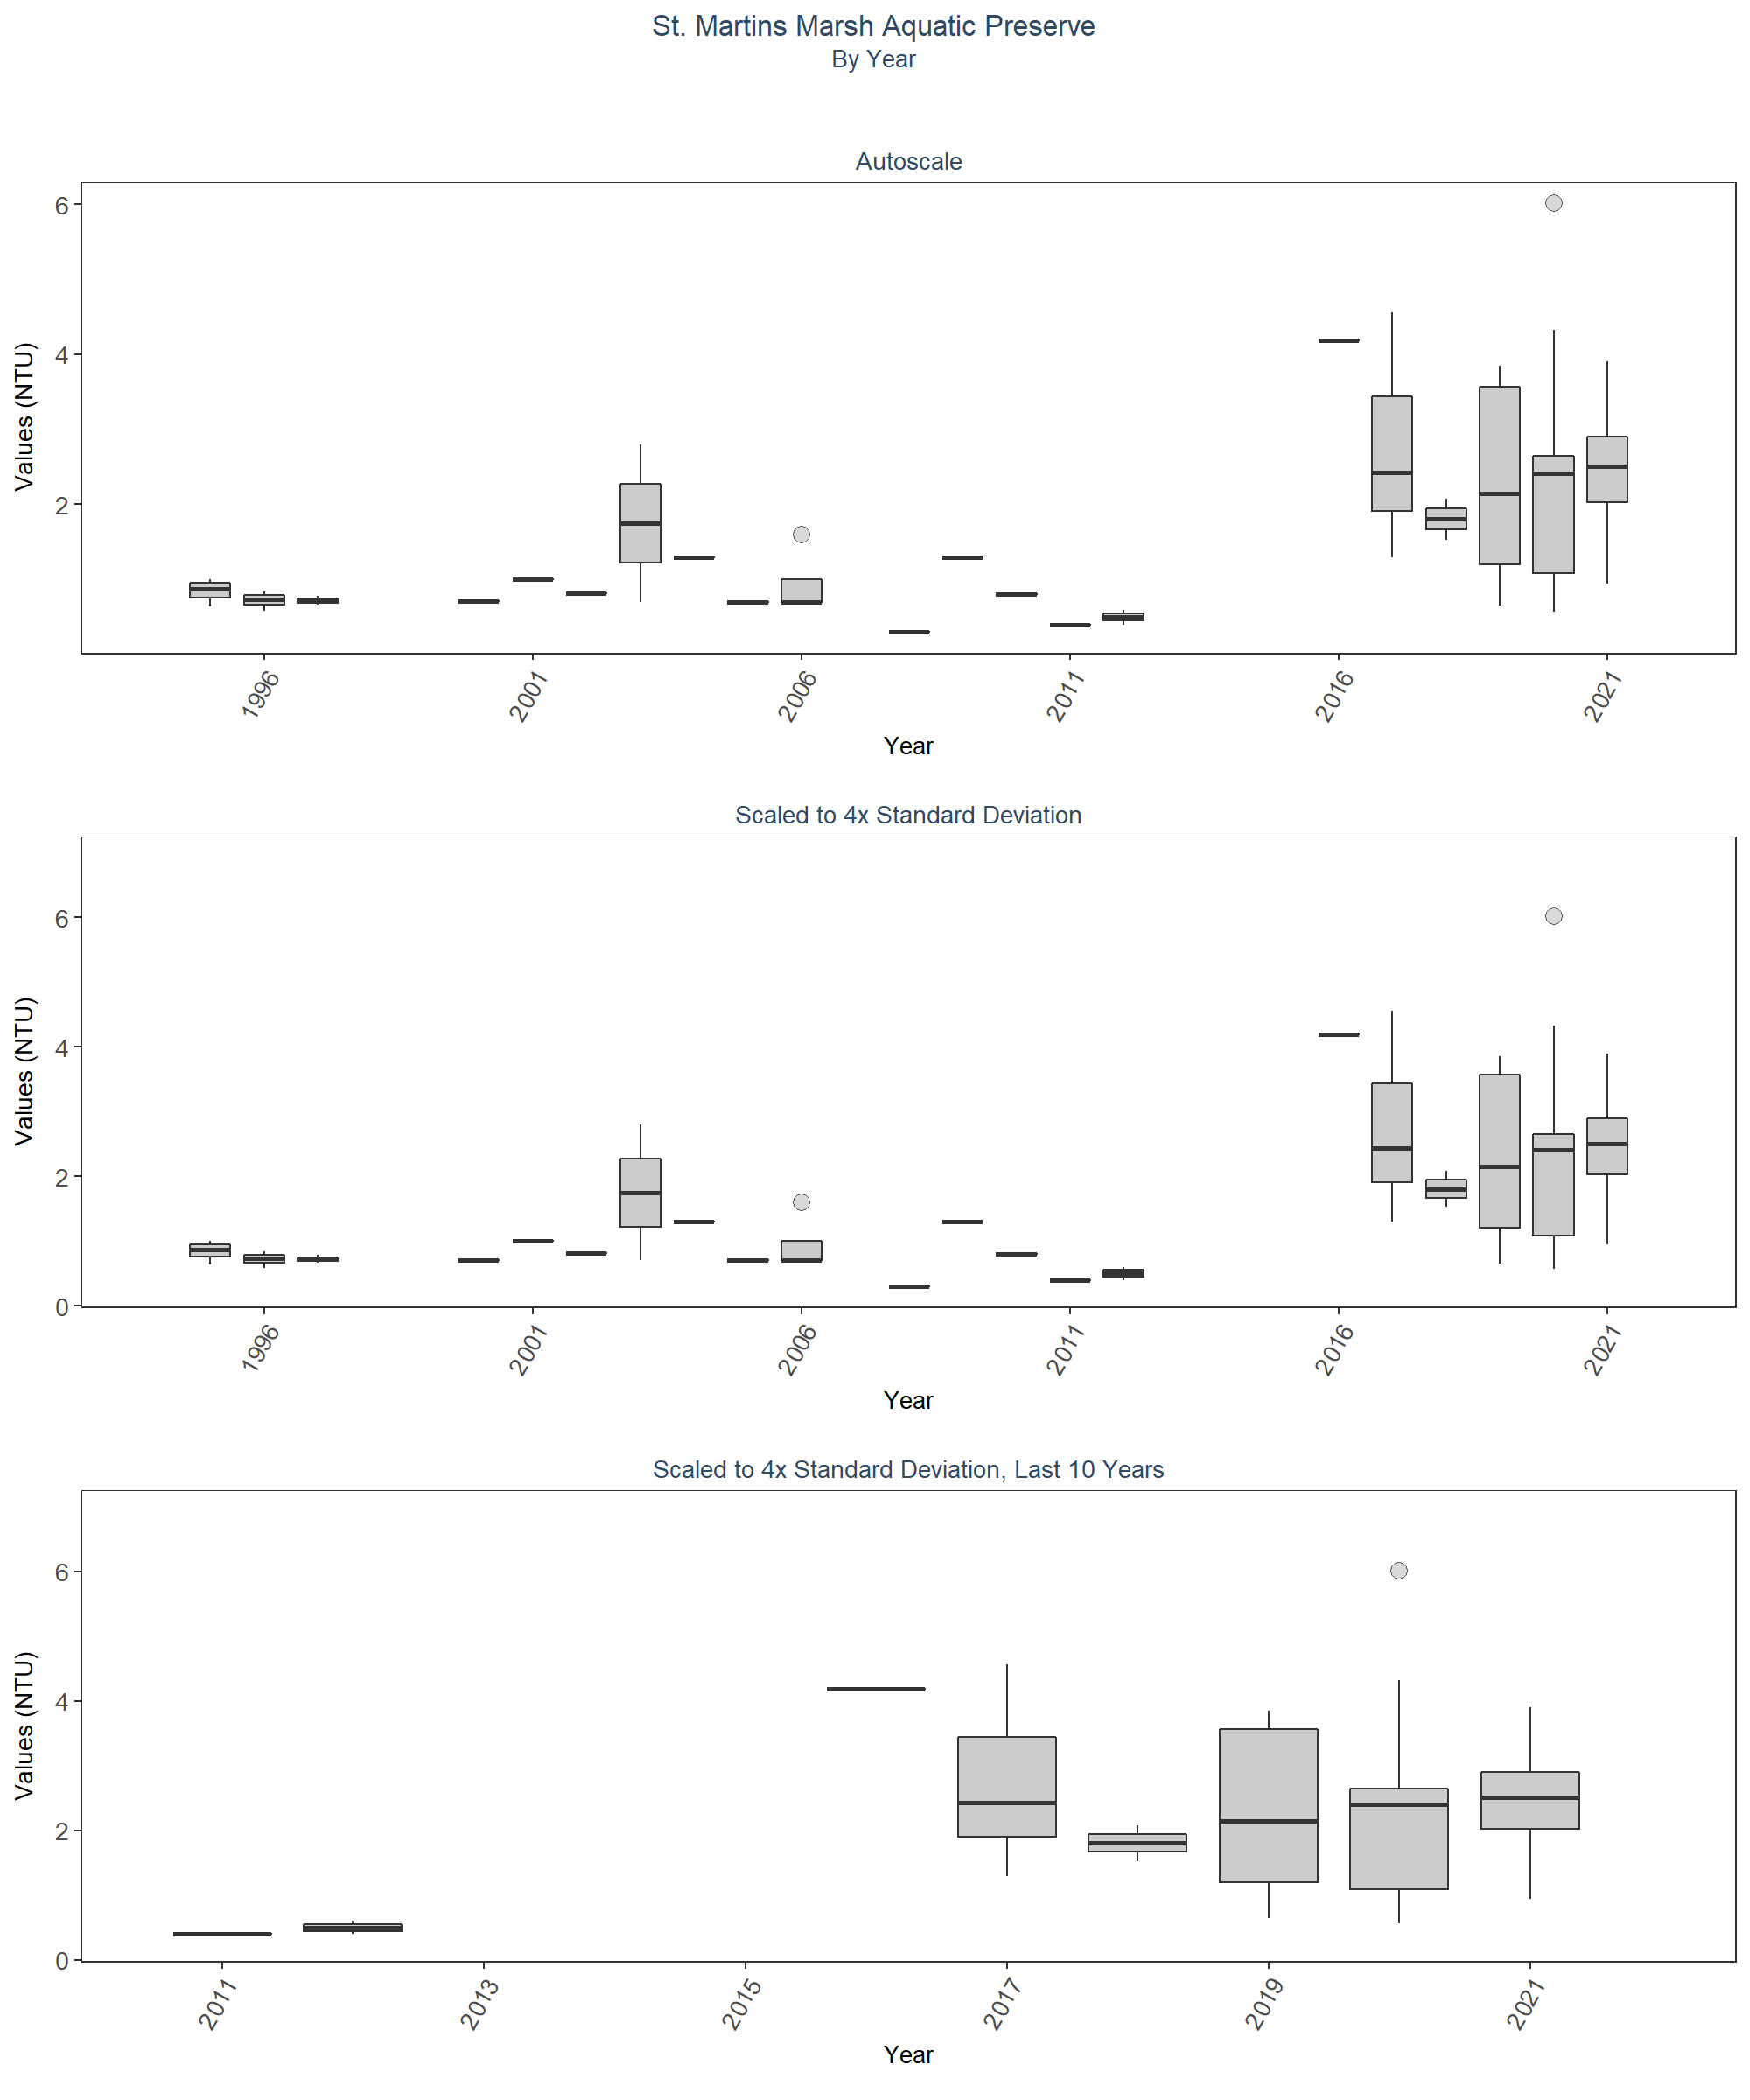 St. Martins Marsh Aquatic Preserve
By Year
Autoscale
Values (NTU)
6
4
2
1996
2001
2006
2011
2016
2021
Year
Scaled to 4x Standard Deviation
Values (NTU)
6
4
2
0
1996
2001
2006
2011
2016
2021
Year
Scaled to 4x Standard Deviation, Last 10 Years
Values (NTU)
6
4
2
0
2011
2013
2015
2017
2019
2021
Year